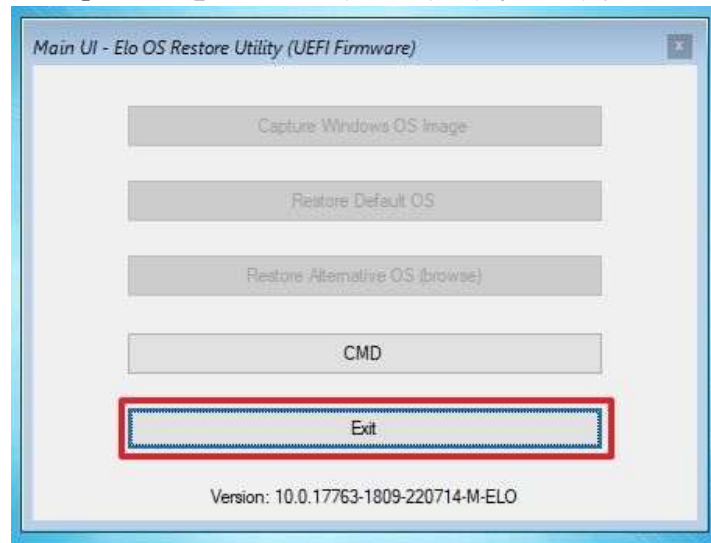 Main UI - Elo OS Restore Utility (UEFI Firmware)
x
Capture Windows OS Image
Restore Default OS
Restore Alternative OS (browse)
CMD
Exit
Version: 10.0.17763-1809-220714-M-ELO